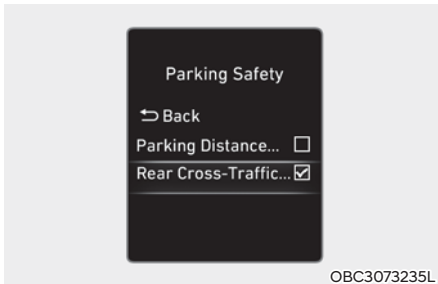 Parking Safety
Back
Parking Distance...
Rear Cross-Traffic...
OBC3073235L